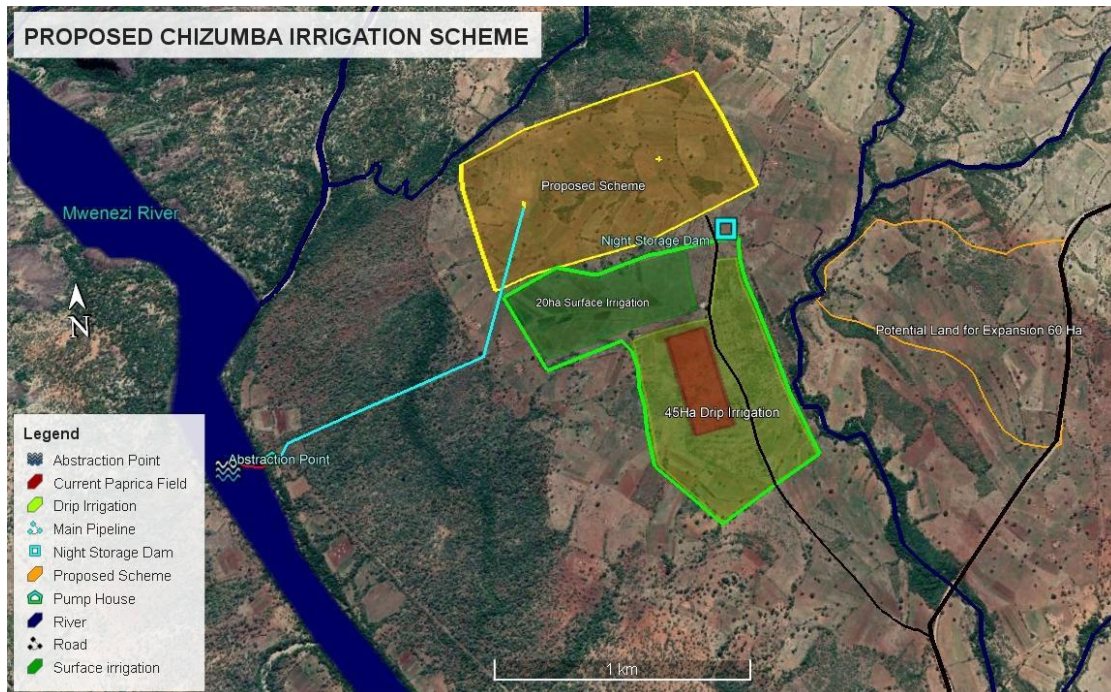 PROPOSED CHIZUMBA IRRIGATION SCHEME
Proposed Scheme
Mwenezi River
Night Storage Dam
20ha Surface Irrigation
N
Potential Land for Expansion 60 Ha
45Ha Drip Irrigation
Abstraction Point
Legend
Abstraction Point
Current Paprica Field
Drip Irrigation
Main Pipeline
Night Storage Dam
Proposed Scheme
Pump House
River
Road
Surface irrigation
1 km